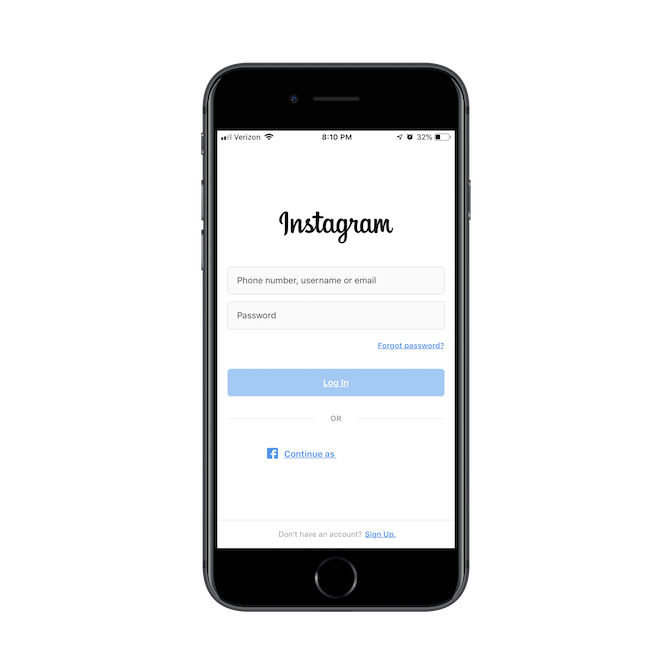 Verizon 8:10 PM 32%
Instagram
Phone number, username or email
Password
Forgot password?
Log In
OR
Continue as
Don't have an account? Sign Up.